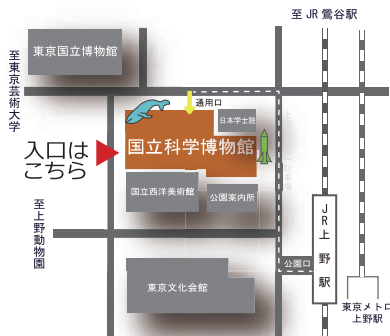 至JR鶯谷駅
東京国立博物館
至東京芸術大学
通用口
日本学士院
国立科学博物館
入口は
こちら
国立西洋美術館
公園案内所
至上野動物園
公園口
JR上野駅
東京文化会館
東京メトロ
上野駅